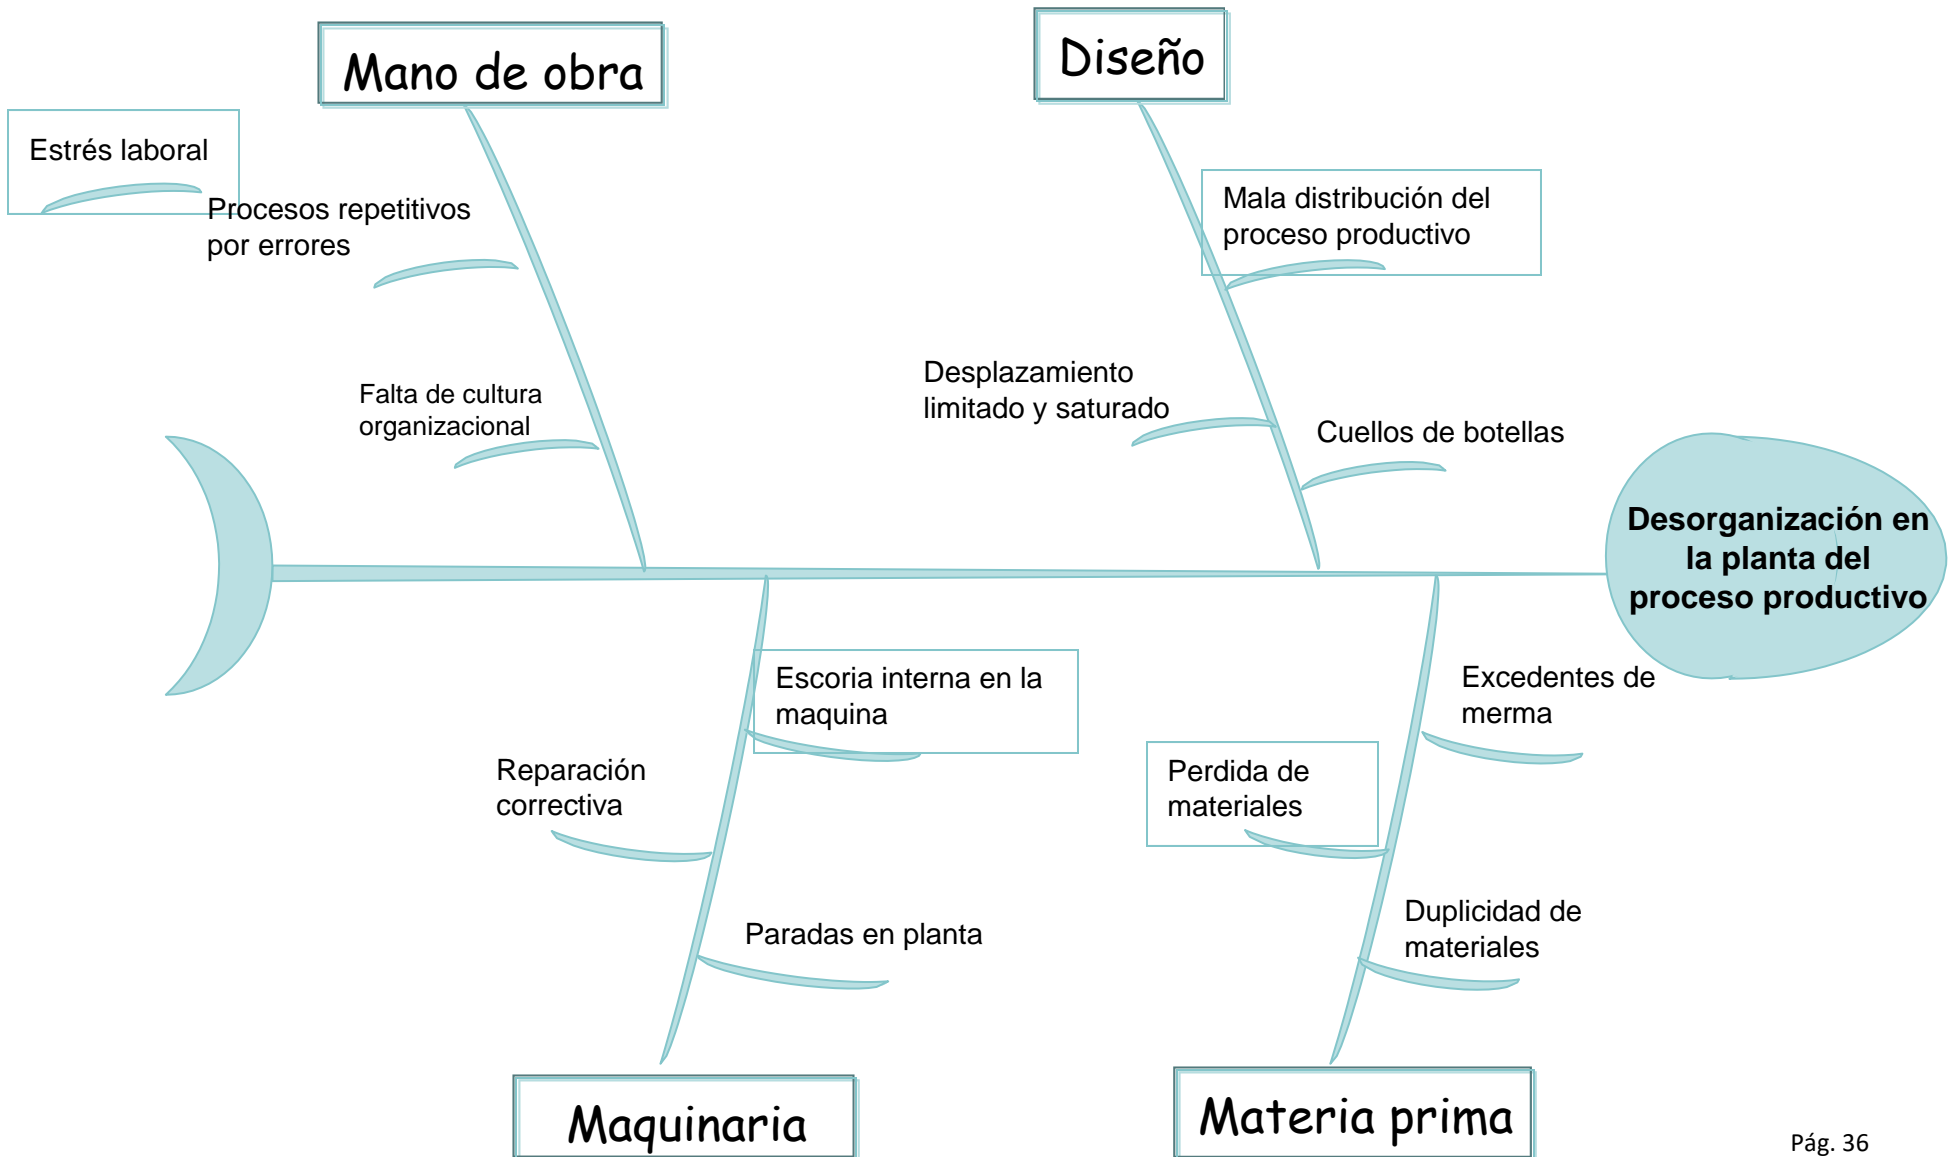 Mano de obra
Diseño
Estrés laboral
Procesos repetitivos
por errores
Mala distribución del
proceso productivo
Falta de cultura
organizacional
Desplazamiento
limitado y saturado
Cuellos de botellas
Desorganización en
la planta del
proceso productivo
Escoria interna en la
maquina
Excedentes de
merma
Reparación
correctiva
Perdida de
materiales
Paradas en planta
Duplicidad de
materiales
Maquinaria
Materia prima
Pág. 36